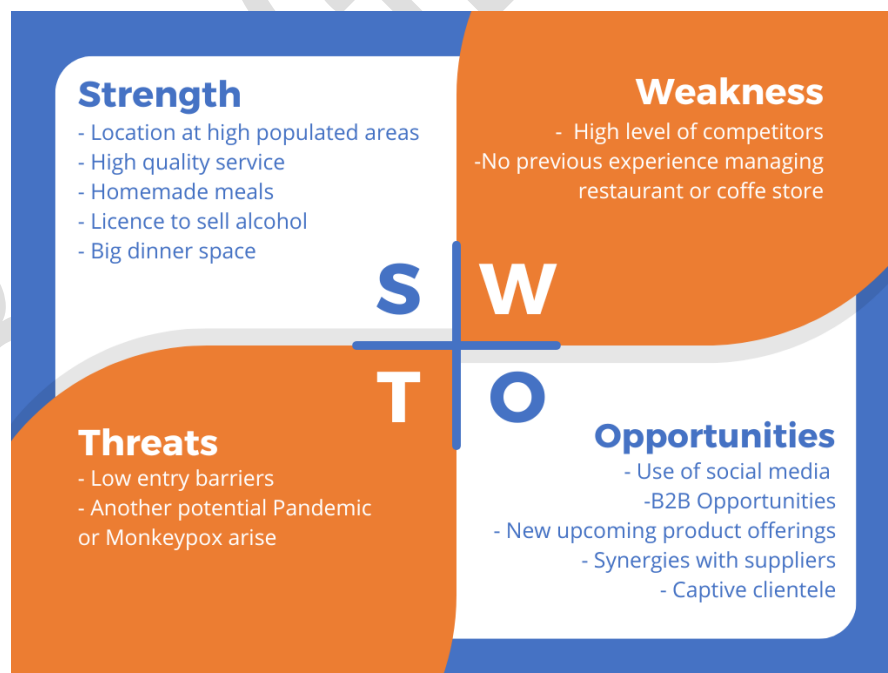 Strength
- Location at high populated areas
- High quality service
- Homemade meals
- Licence to sell alcohol
- Big dinner space
Weakness
- High level of competitors
-No previous experience managing
restaurant or coffe store
S W
T O
Threats
- Low entry barriers
- Another potential Pandemic
or Monkeypox arise
Opportunities
- Use of social media
-B2B Opportunities
- New upcoming product offerings
- Synergies with suppliers
- Captive clientele